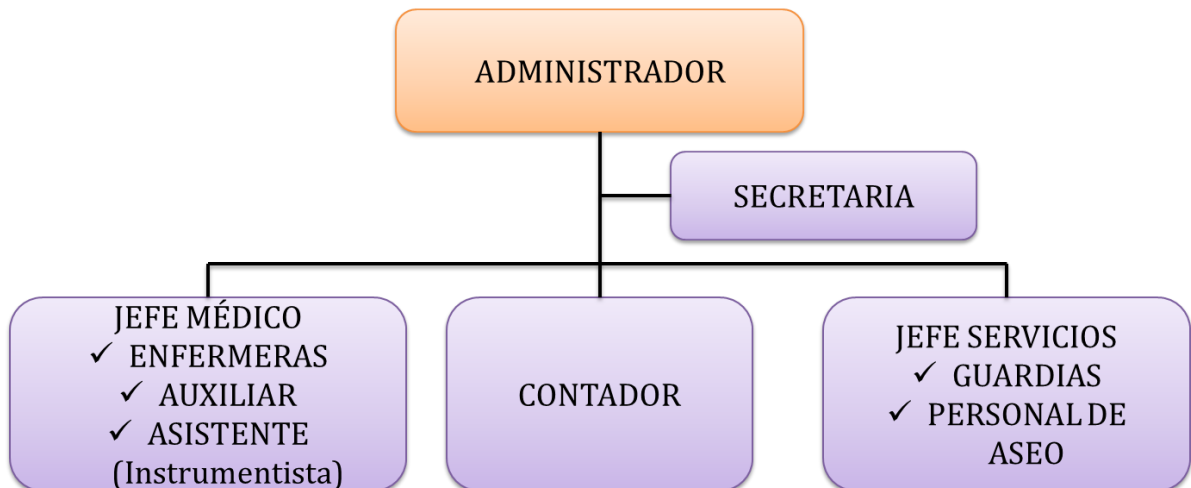 ADMINISTRADOR
SECRETARIA
JEFE MÉDICO
✓ ENFERMERAS
✓ AUXILIAR
✓ ASISTENTE
(Instrumentista)
CONTADOR
JEFE SERVICIOS
✓ GUARDIAS
✓ PERSONAL DE
ASEO